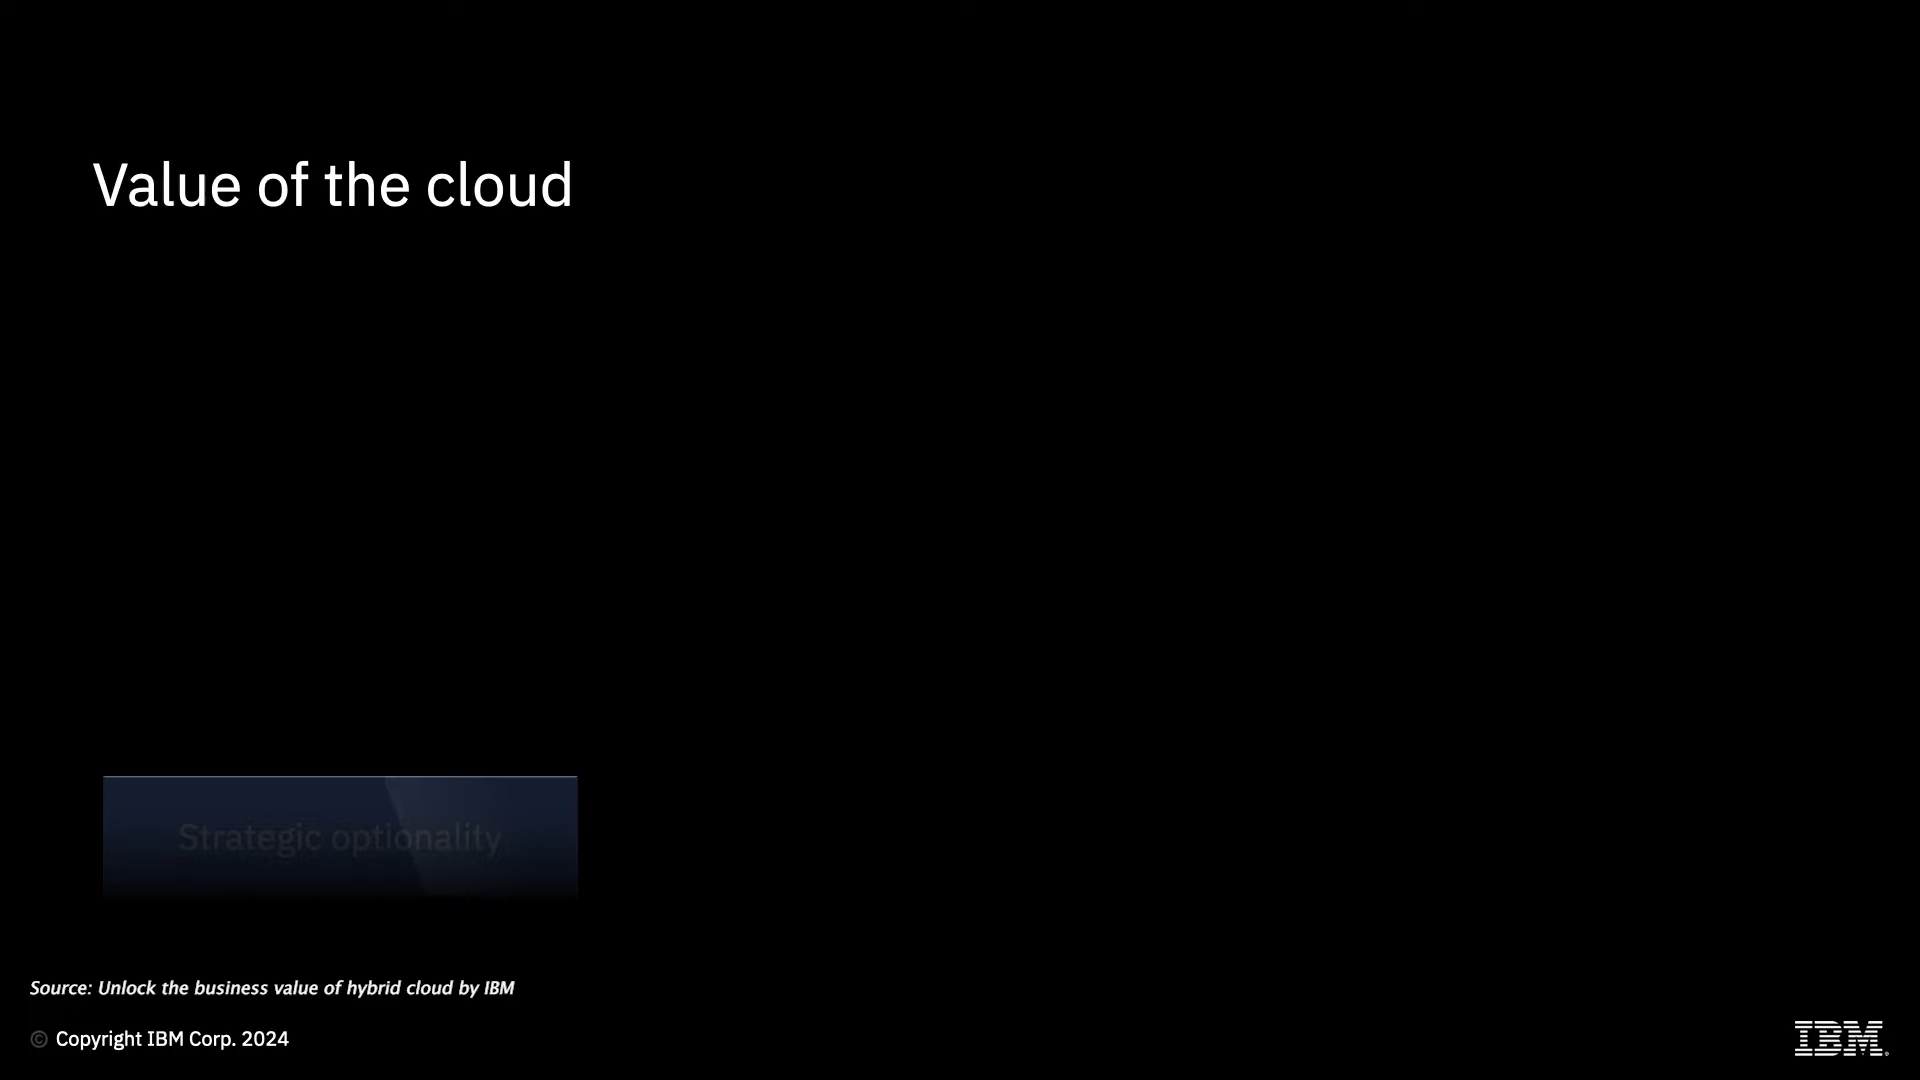 Value of the cloud
Strategic optionality
Source: Unlock the business value of hybrid cloud by IBM
© Copyright IBM Corp. 2024
IBM®